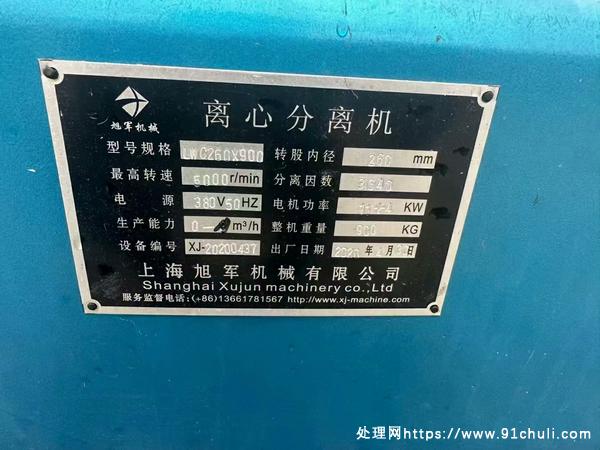 旭军机械
离心分离机
型号规格 LWC260X900 转股内径 260 mm
最高转速 5000r/min 分离因数
电 源 380V50HZ 电机功率 KW
生产能力 0- m³/h 整机重量 900 KG
设备编号 XJ-20200437 出厂日期 2020 年 月 日
上海旭军机械有限公司
Shanghai Xujun machinery co.,Ltd
服务监督电话:(+86)13661781567 http://www.xj-machine.com
处理网https://www.91chuli.com